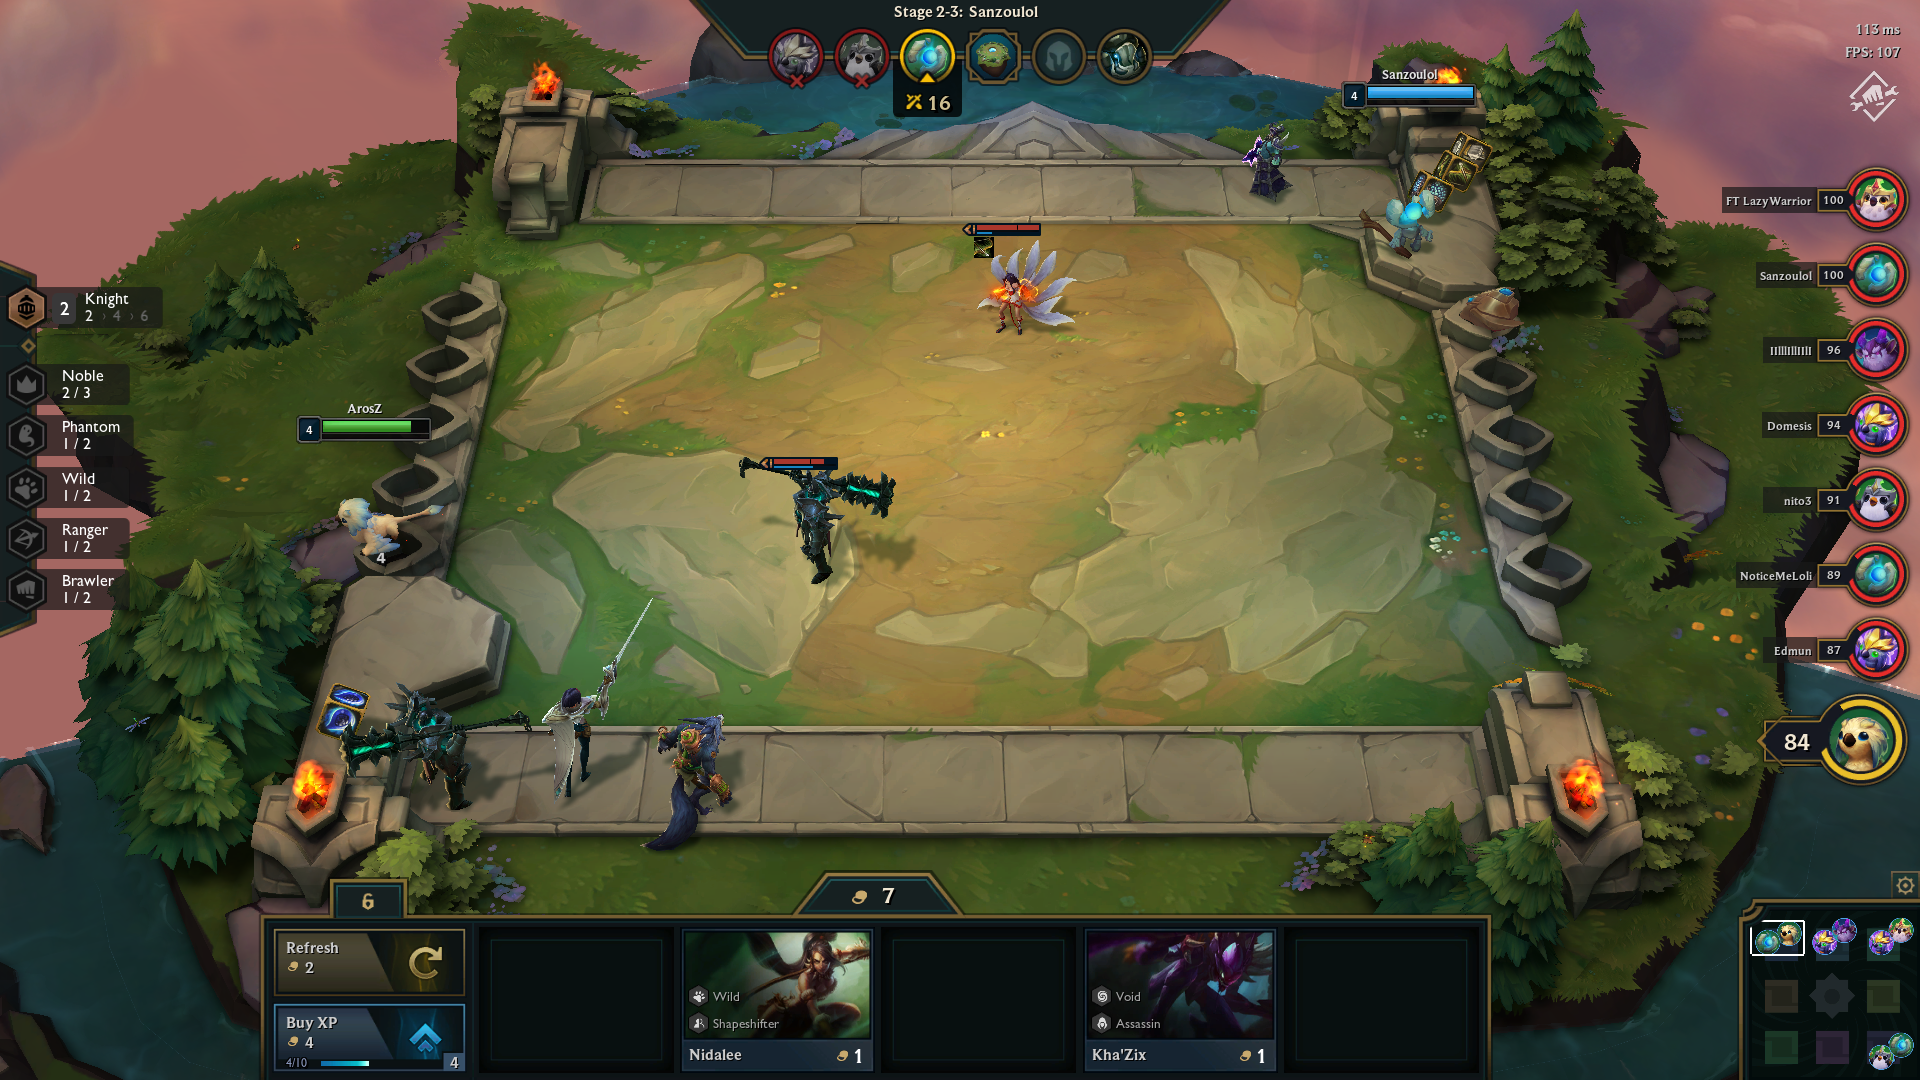 Stage 2-3: Sanzoulol
16
113 ms
FPS: 107
Sanzoulol
4
FT LazyWarrior 100
Sanzoulol 100
96
Domesis 94
nito3 91
NoticeMeLoli 89
Edmun 87
84
2
Knight
2 › 4 › 6
Noble
2 / 3
Phantom
1 / 2
Wild
1 / 2
Ranger
1 / 2
Brawler
1 / 2
ArosZ
4
4
6
7
Refresh
2
Buy XP
4
4/10
4
Wild
Shapeshifter
Nidalee 1
Void
Assassin
Kha'Zix 1